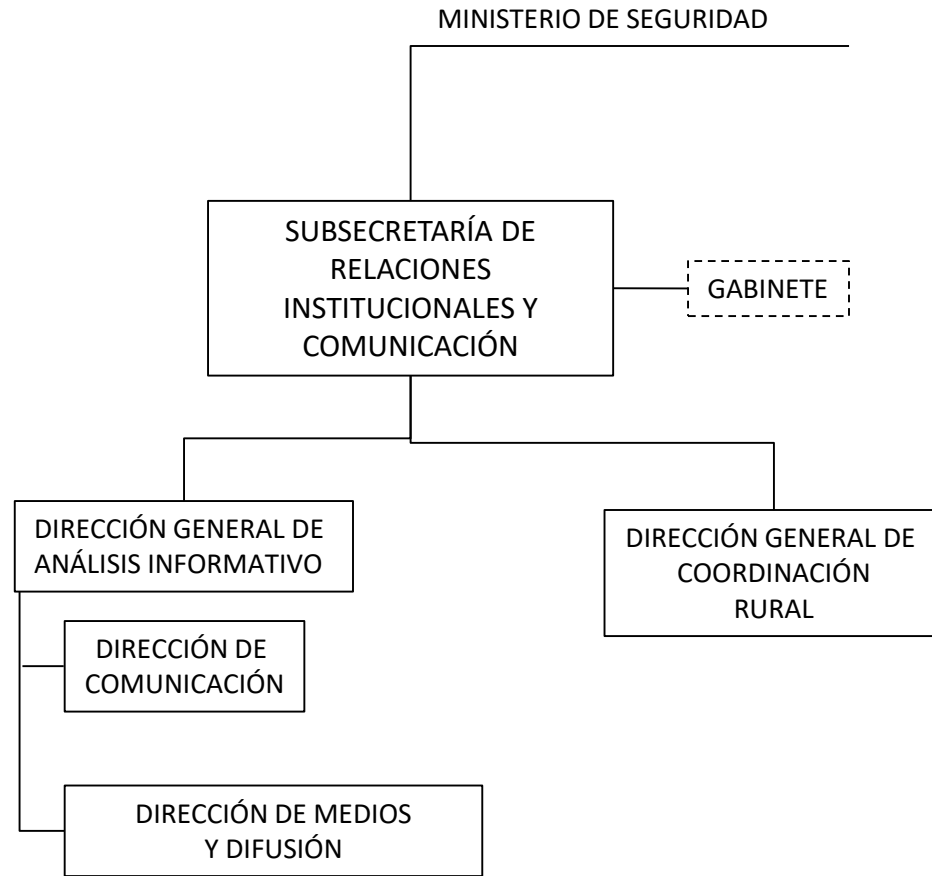 MINISTERIO DE SEGURIDAD
SUBSECRETARÍA DE
RELACIONES
INSTITUCIONALES Y
COMUNICACIÓN
GABINETE
DIRECCIÓN GENERAL DE
ANÁLISIS INFORMATIVO
DIRECCIÓN GENERAL DE
COORDINACIÓN
RURAL
DIRECCIÓN DE
COMUNICACIÓN
DIRECCIÓN DE MEDIOS
Y DIFUSIÓN